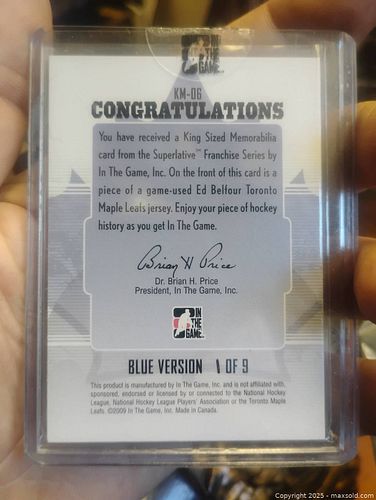 IN
THE
GAME
KM-06
CONGRATULATIONS
You have received a King Sized Memorabilia
card from the Superlative™ Franchise Series by
In The Game, Inc. On the front of this card is a
piece of a game-used Ed Belfour Toronto
Maple Leafs jersey. Enjoy your piece of hockey
history as you get In The Game.
Brian H Price
Dr. Brian H. Price
President, In The Game, Inc.
IN
THE
GAME
BLUE VERSION 1 OF 9
This product is manufactured by In The Game, Inc. and is not affiliated with,
sponsored, endorsed or licensed by or connected to the National Hockey
League, National Hockey League Players' Association or the Toronto Maple
Leafs. ©2009 In The Game, Inc. Made in Canada.
Copyright 2025 - maxsold.com